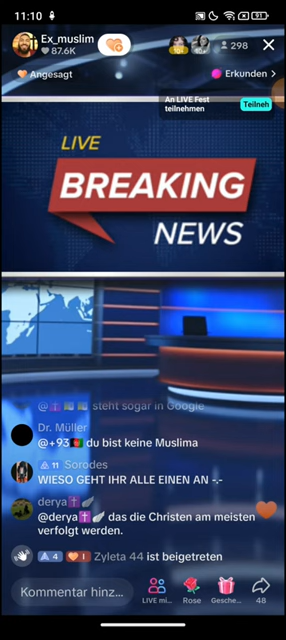 11:10
91
Ex_muslim
87.6K
298
Angesagt
Erkunden >
An LIVE Fest
teilnehmen
Teilneh
LIVE
BREAKING
NEWS
steht sogar in Google
Dr. Müller
@+93🇦🇫 du bist keine Muslima
11 Sorodes
WIESO GEHT IHR ALLE EINEN AN -.-
derya✝️🪽
@derya✝️🪽 das die Christen am meisten
verfolgt werden.
4 I Zyleta 44 ist beigetreten
Kommentar hinz...
LIVE mi...
Rose
Gesche...
48